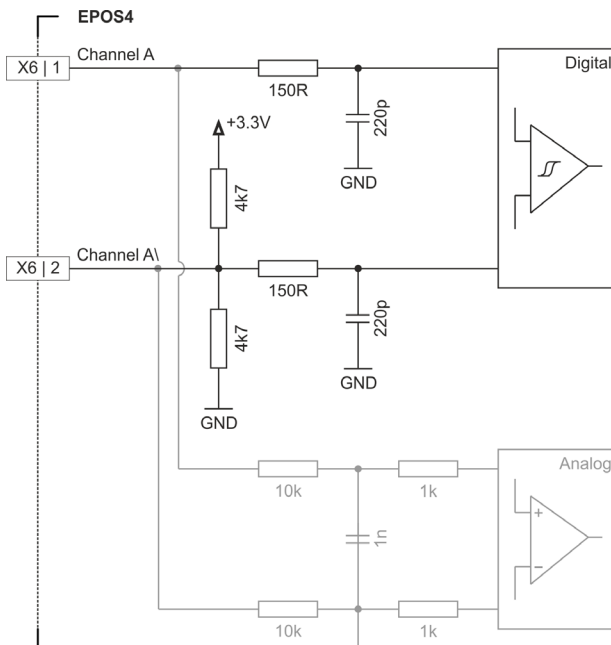 EPOS4
X6 | 1
Channel A
150R
220p
GND
Digital
+3.3V
4k7
X6 | 2
Channel A\
150R
220p
GND
4k7
GND
Analog
10k
1k
1n
+
−
10k
1k